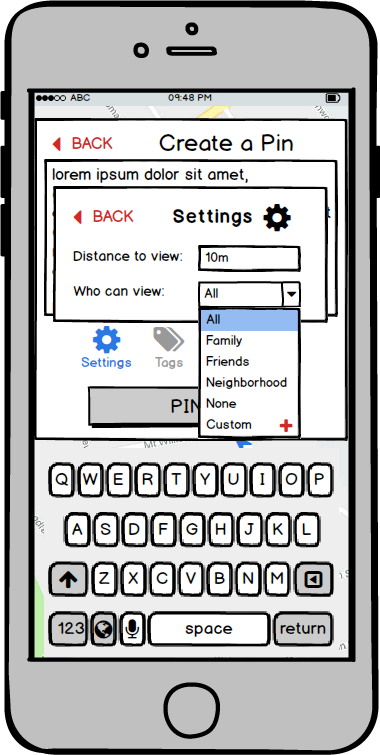 ABC 09:48 PM
BACK Create a Pin
lorem ipsum dolor sit amet,
BACK Settings
Distance to view: 10m
Who can view: All
All
Family
Friends
Neighborhood
None
Custom
Settings Tags
PIN
Q W E R T Y U I O P
A S D F G H J K L
Z X C V B N M
123 space return